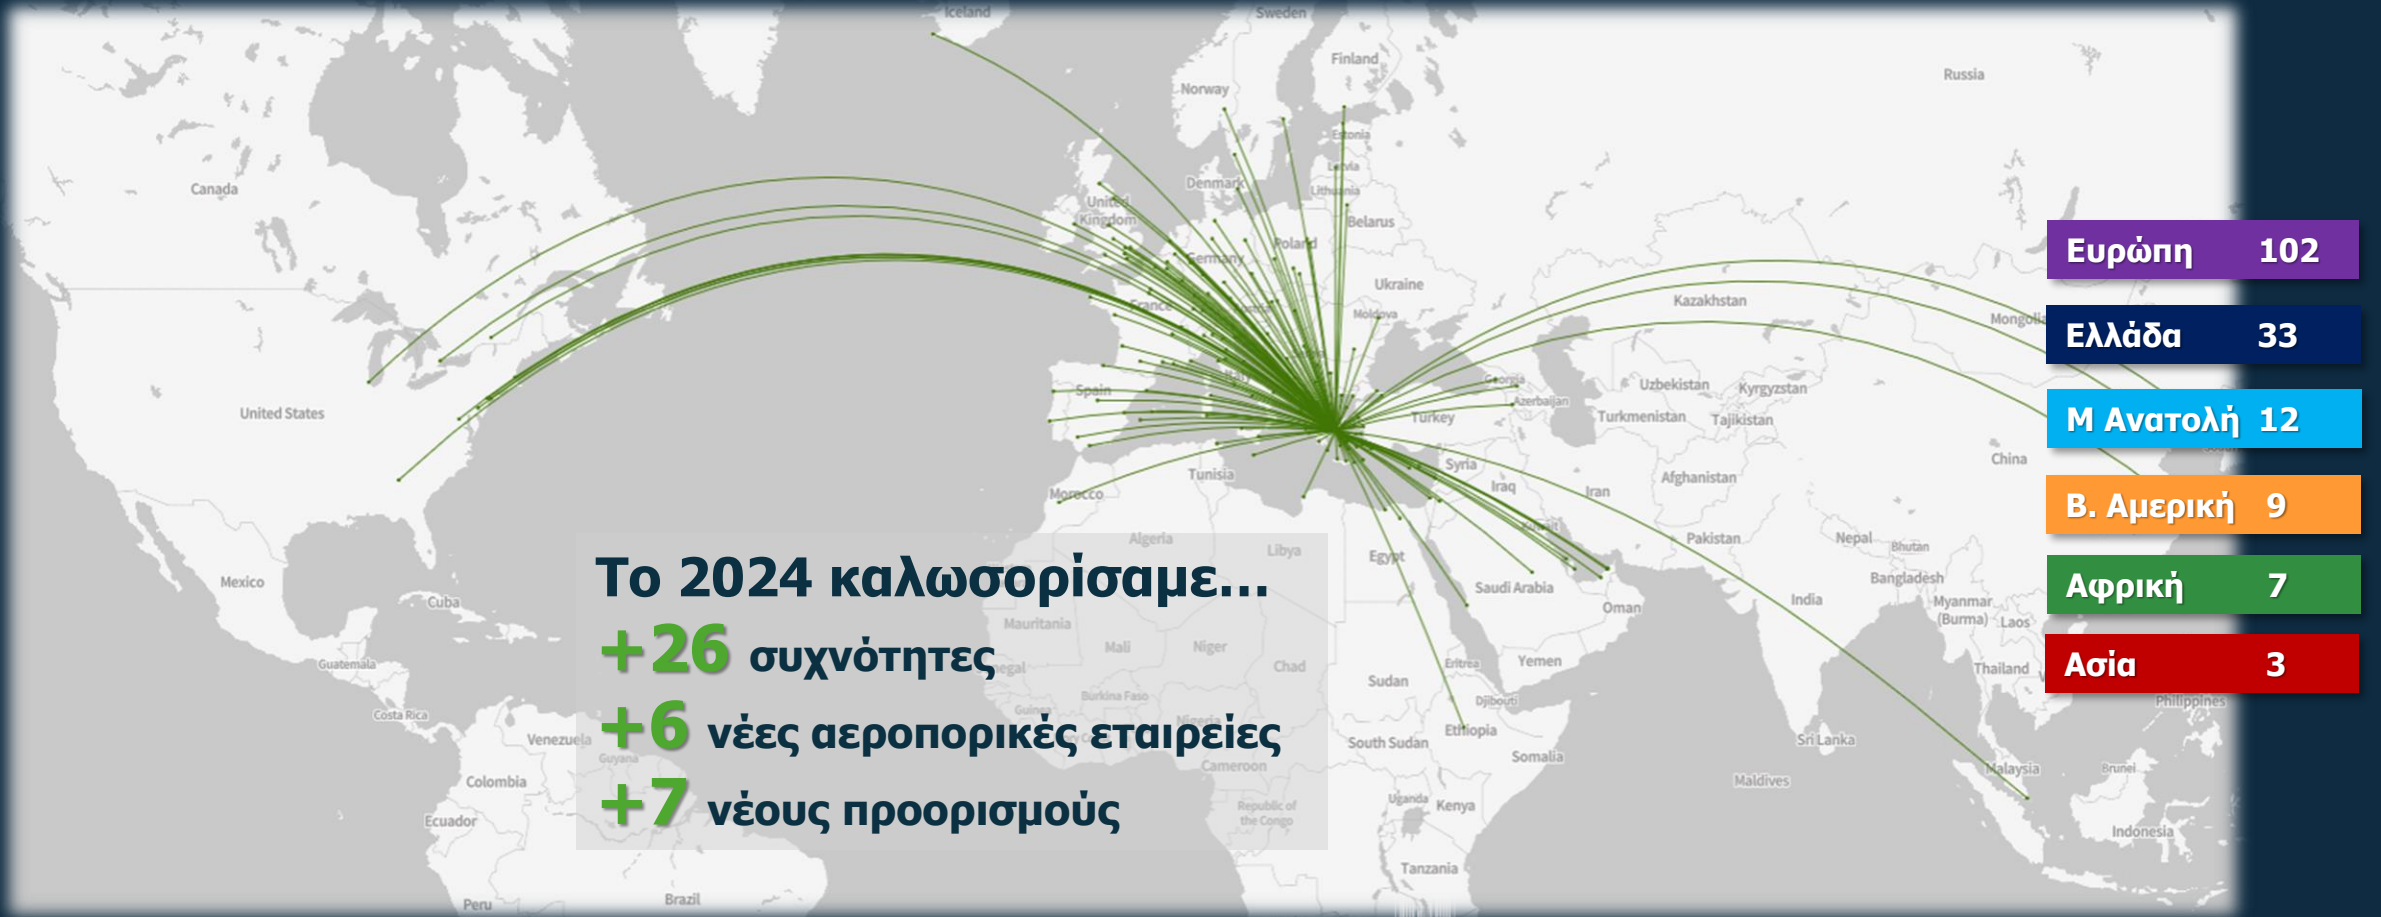 Iceland
Sweden
Finland
Russia
Norway
Estonia
Latvia
Canada
Denmark
Lithuania
United
Kingdom
Belarus
Poland
Germany
Ukraine
Kazakhstan
France
Austria
Moldova
Mongolia
Italy
Georgia
Uzbekistan
Kyrgyzstan
Spain
Azerbaijan
United States
Turkey
Turkmenistan
Tajikistan
China
Syria
Tunisia
Afghanistan
Morocco
Iraq
Iran
Kuwait
Algeria
Libya
Egypt
Pakistan
Nepal
Bhutan
Mexico
Saudi Arabia
Bangladesh
Cuba
Oman
India
Myanmar
(Burma)
Laos
Mauritania
Mali
Niger
Chad
Guatemala
Eritrea
Yemen
Thailand
Sudan
Burkina Faso
Costa Rica
Guinea
Nigeria
Djibouti
Philippines
Venezuela
Ethiopia
South Sudan
Somalia
Sri Lanka
Guyana
Cameroon
Malaysia
Brunei
Colombia
Maldives
Uganda
Kenya
Republic of
the Congo
Ecuador
Indonesia
Tanzania
Brazil
Peru
Το 2024 καλωσορίσαμε...
+26 συχνότητες
+6 νέες αεροπορικές εταιρείες
+7 νέους προορισμούς
Ευρώπη 102
Ελλάδα 33
Μ Ανατολή 12
Β. Αμερική 9
Αφρική 7
Ασία 3